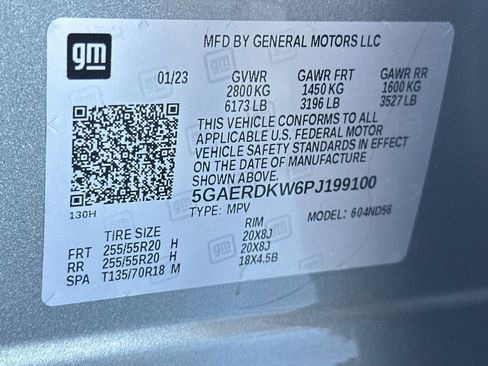 gm
MFD BY GENERAL MOTORS LLC
01/23 GVWR GAWR FRT GAWR RR
2800 KG 1450 KG 1600 KG
6173 LB 3196 LB 3527 LB
THIS VEHICLE CONFORMS TO ALL
APPLICABLE U.S. FEDERAL MOTOR
VEHICLE SAFETY STANDARDS IN EFFECT
ON THE DATE OF MANUFACTURE
SHOWN ABOVE.
5GAERDKW6PJ199100
130H TYPE: MPV MODEL: 604ND56
TIRE SIZE RIM
FRT 255/55R20 H 20X8J
RR 255/55R20 H 20X8J
SPA T135/70R18 M 18X4.5B